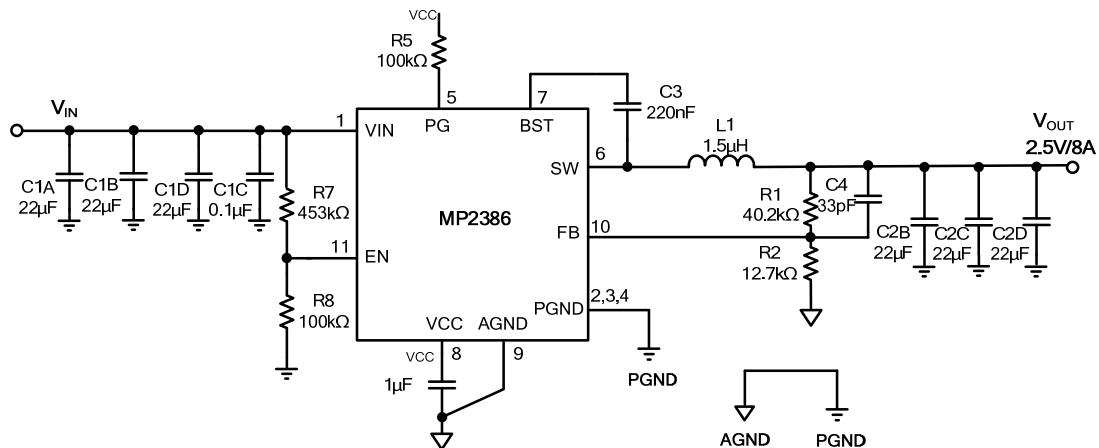 VCC
R5
100kΩ
5
7
C3
220nF
VIN
1
VIN
PG
BST
L1
1.5µH
VOUT
2.5V/8A
6
SW
C1A
22µF
C1B
22µF
C1D
22µF
C1C
0.1µF
R7
453kΩ
MP2386
R1
40.2kΩ
C4
33pF
FB
10
11
EN
R2
12.7kΩ
C2B
22µF
C2C
22µF
C2D
22µF
R8
100kΩ
PGND
2,3,4
VCC
AGND
VCC
8
9
1µF
PGND
AGND
PGND